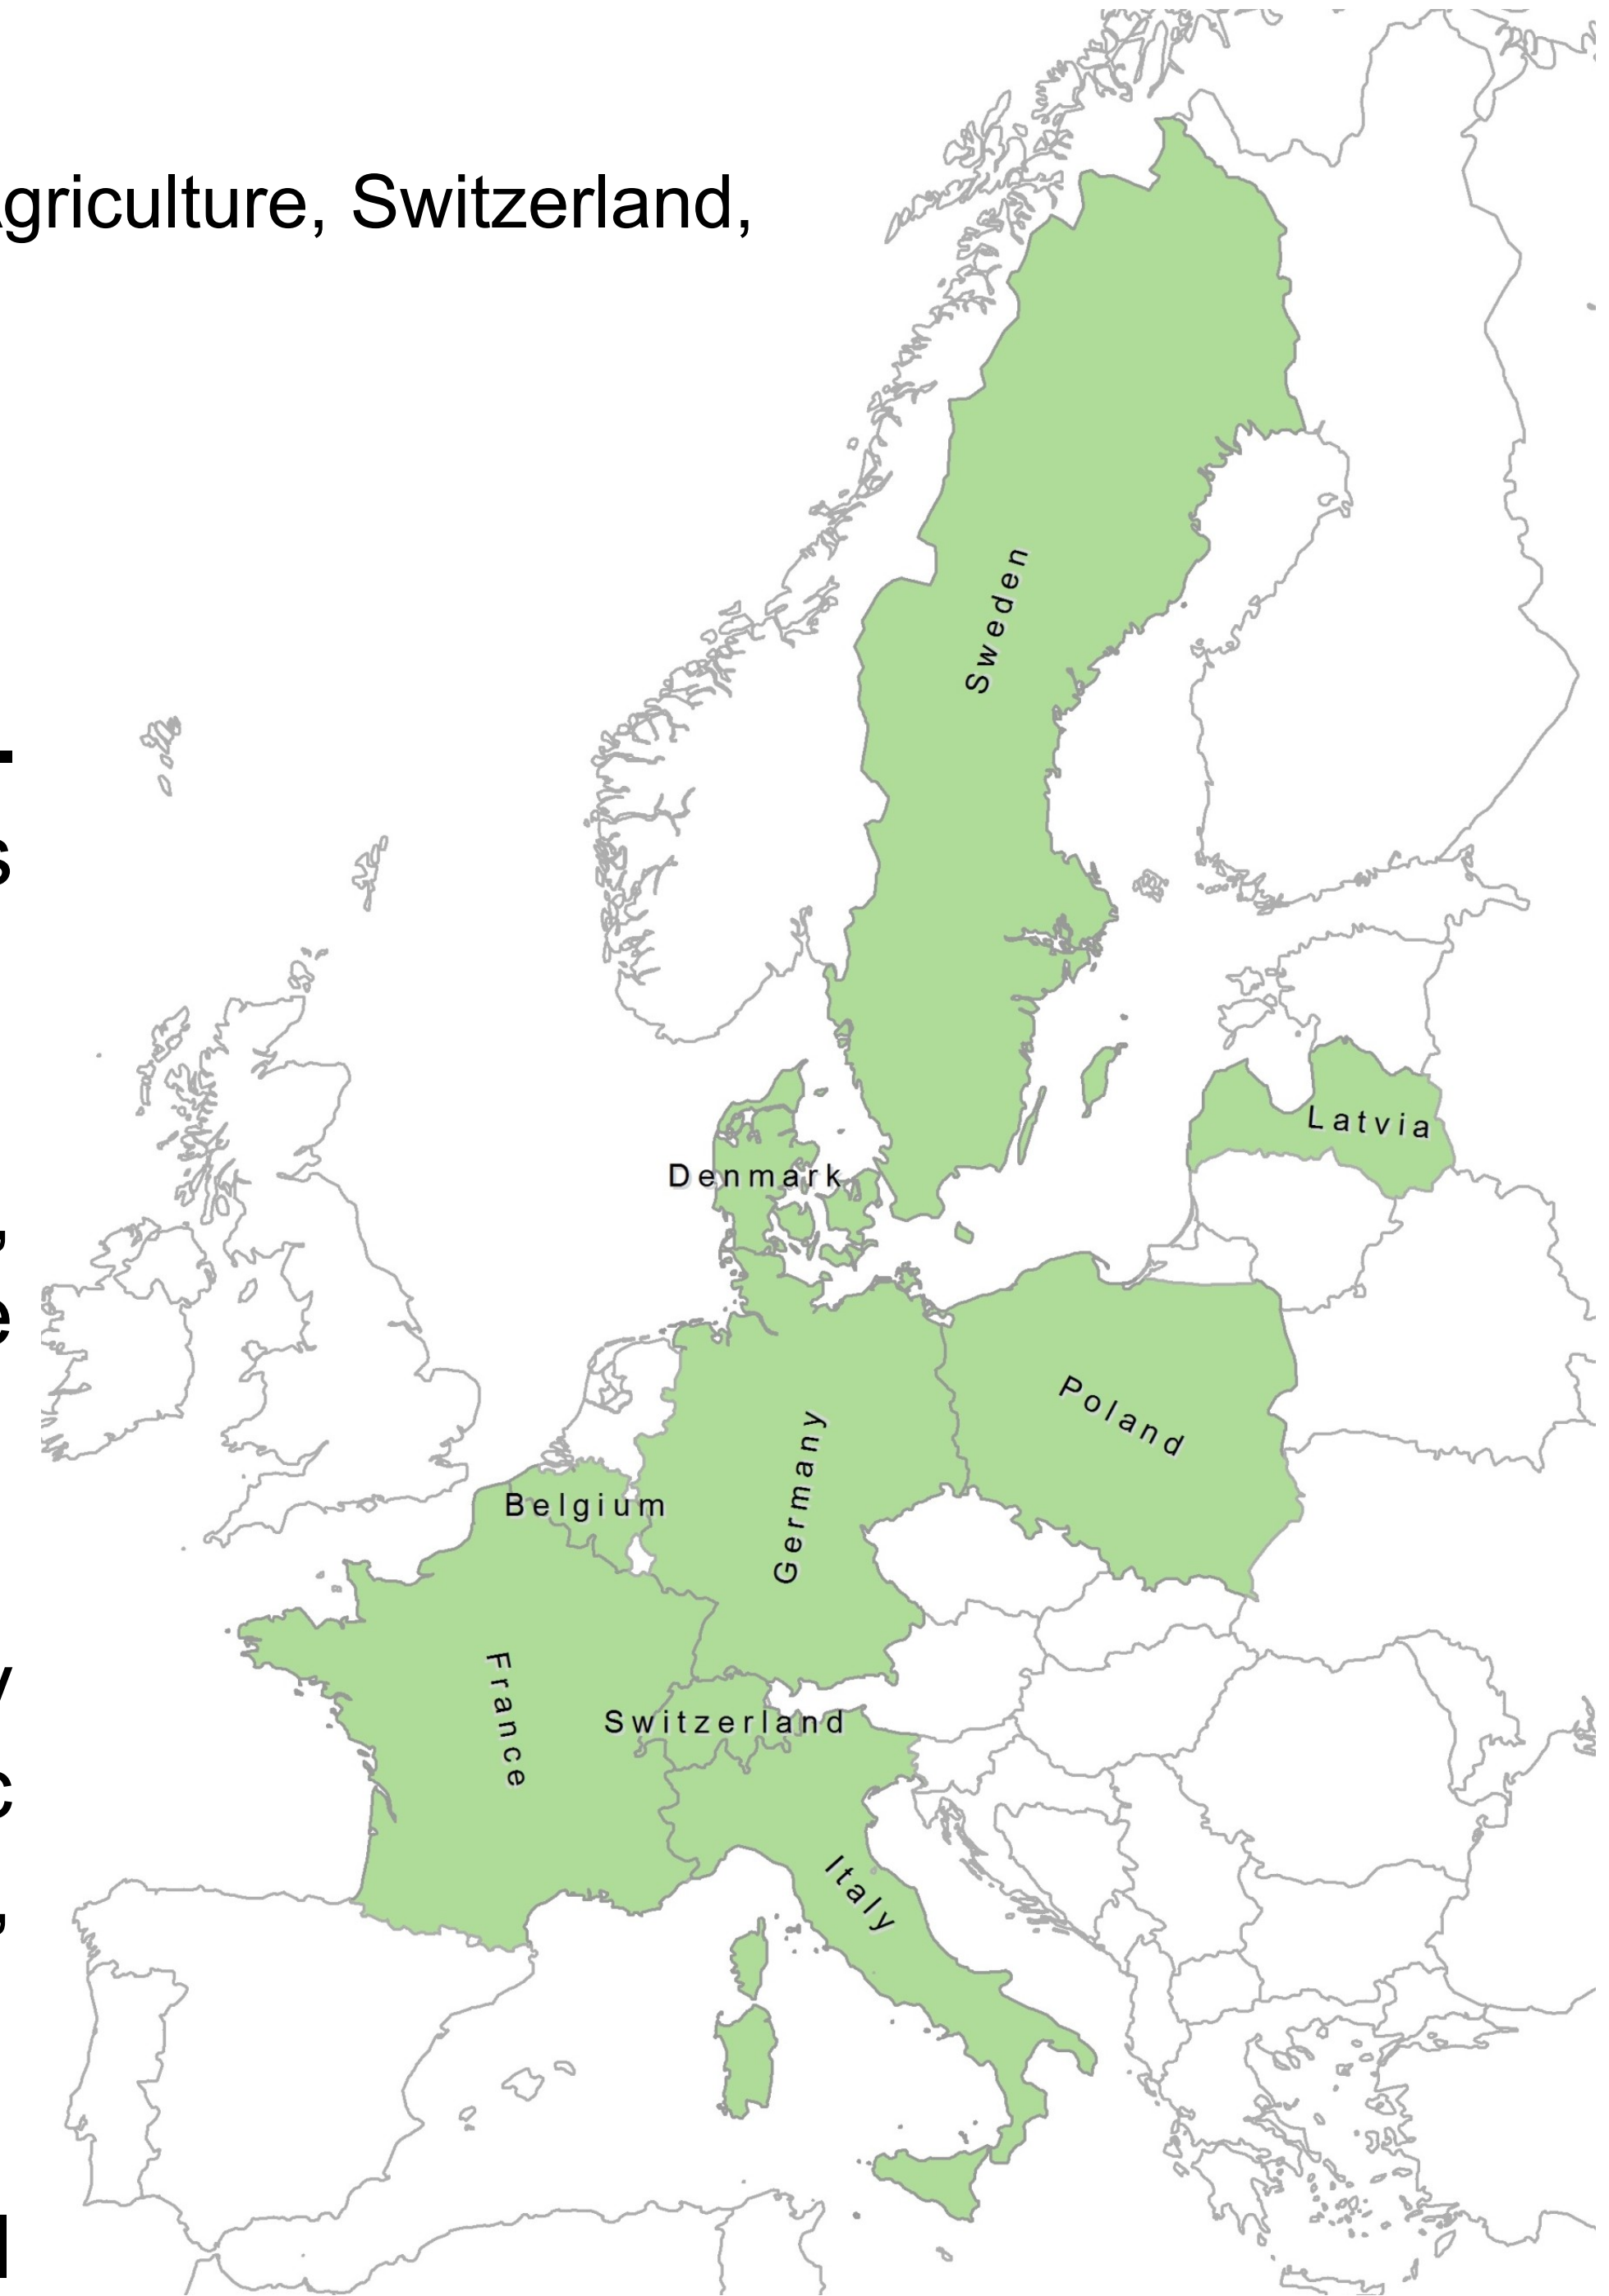 griculture, Switzerland,
Sweden
s
Latvia
Denmark
,
e
Poland
Germany
Belgium
France
y
Switzerland
c
Italy
,